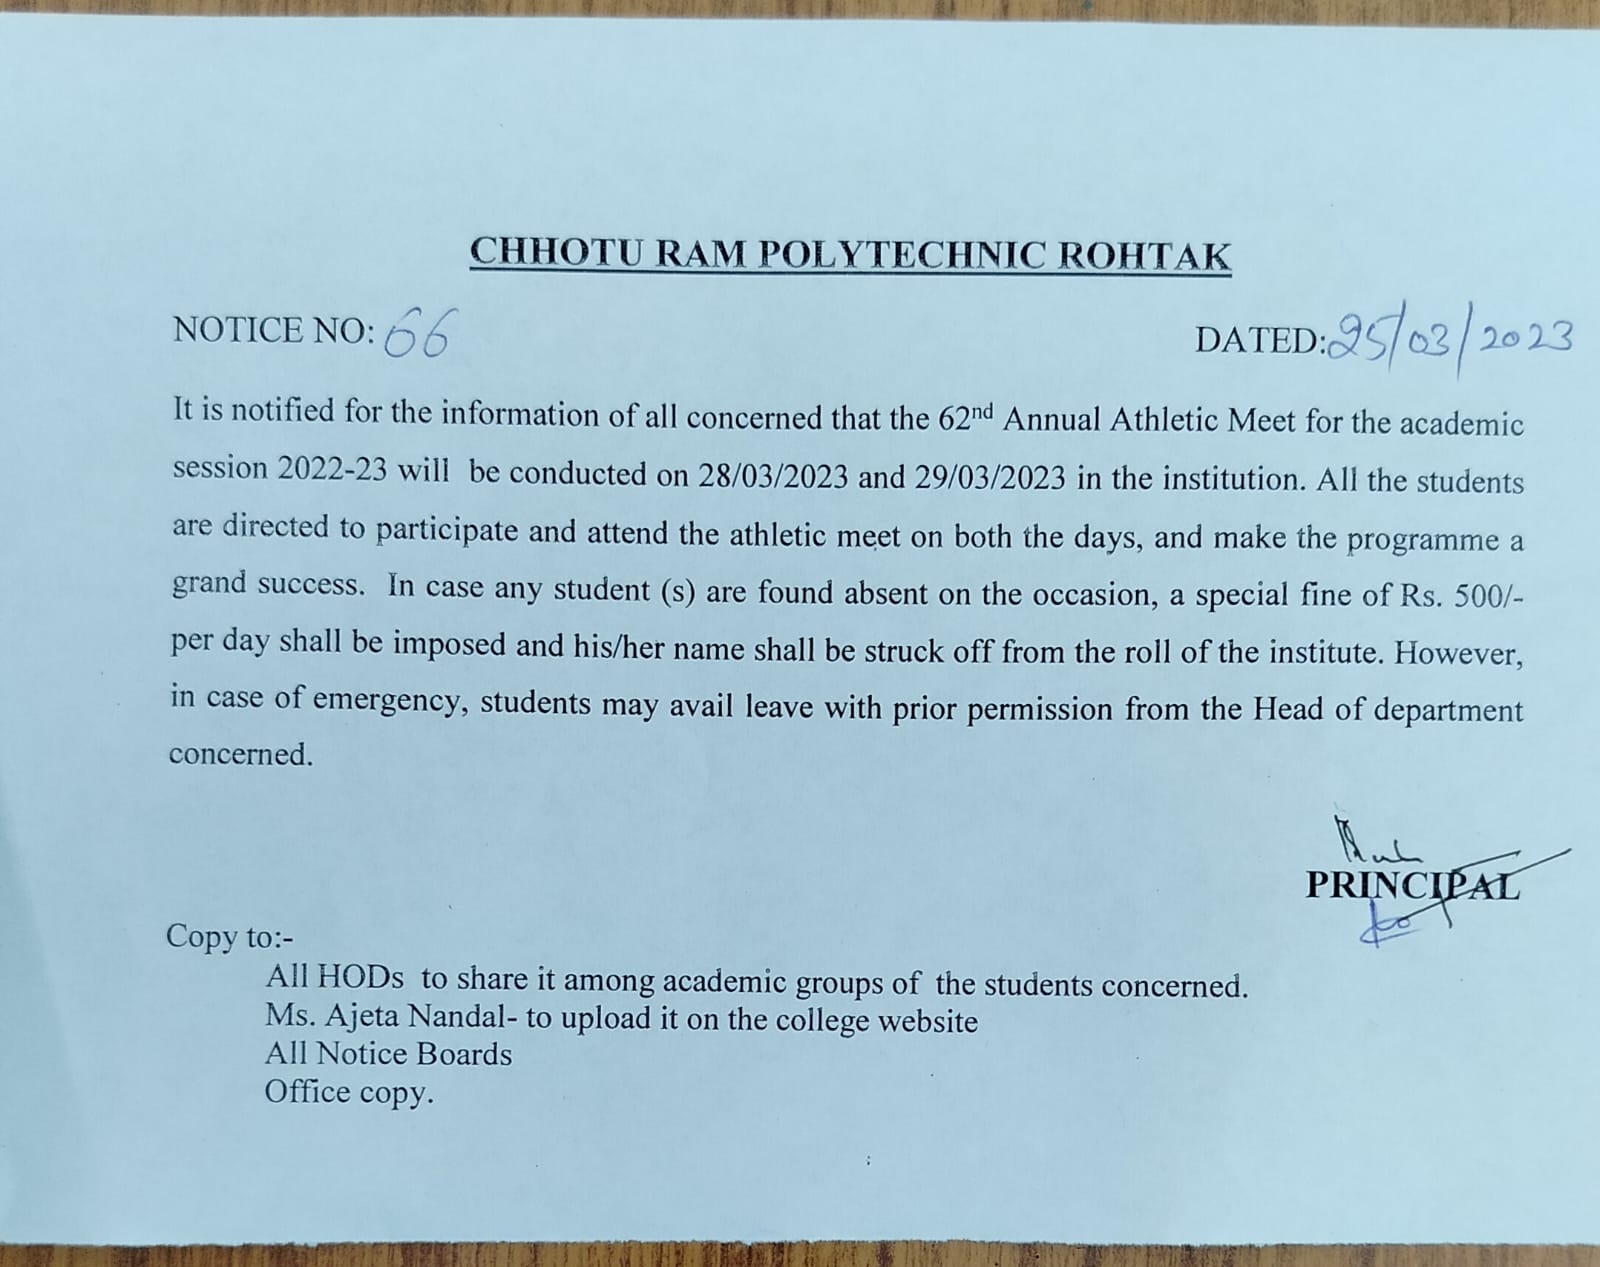 CHHOTU RAM POLYTECHNIC ROHTAK
NOTICE NO: 66
DATED: 25/03/2023
It is notified for the information of all concerned that the 62nd Annual Athletic Meet for the academic
session 2022-23 will be conducted on 28/03/2023 and 29/03/2023 in the institution. All the students
are directed to participate and attend the athletic meet on both the days, and make the programme a
grand success. In case any student (s) are found absent on the occasion, a special fine of Rs. 500/-
per day shall be imposed and his/her name shall be struck off from the roll of the institute. However,
in case of emergency, students may avail leave with prior permission from the Head of department
concerned.
PRINCIPAL
Copy to:-
All HODs to share it among academic groups of the students concerned.
Ms. Ajeta Nandal- to upload it on the college website
All Notice Boards
Office copy.